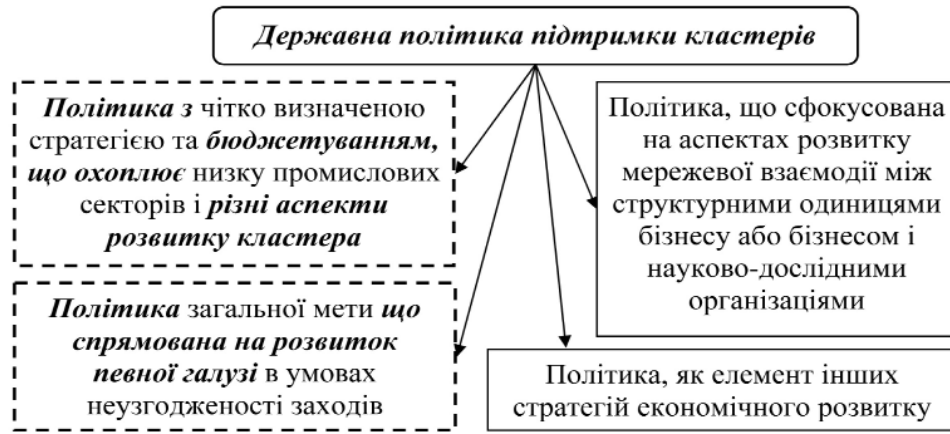 Державна політика підтримки кластерів
Політика з чітко визначеною
стратегією та бюджетуванням,
що охоплює низку промислових
секторів і різні аспекти
розвитку кластера
Політика, що сфокусована
на аспектах розвитку
мережевої взаємодії між
структурними одиницями
бізнесу або бізнесом і
науково-дослідними
організаціями
Політика загальної мети що
спрямована на розвиток
певної галузі в умовах
неузгодженості заходів
Політика, як елемент інших
стратегій економічного розвитку